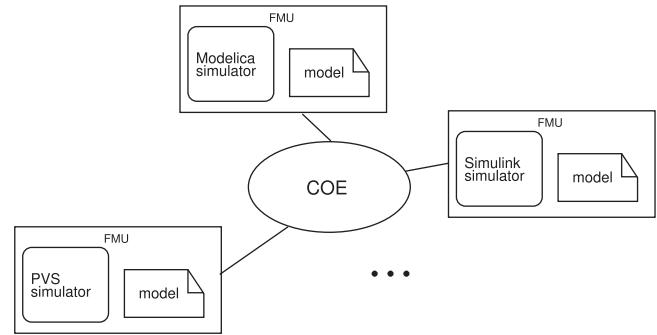 FMU
Modelica
simulator
model
FMU
Simulink
simulator
model
COE
FMU
PVS
simulator
model